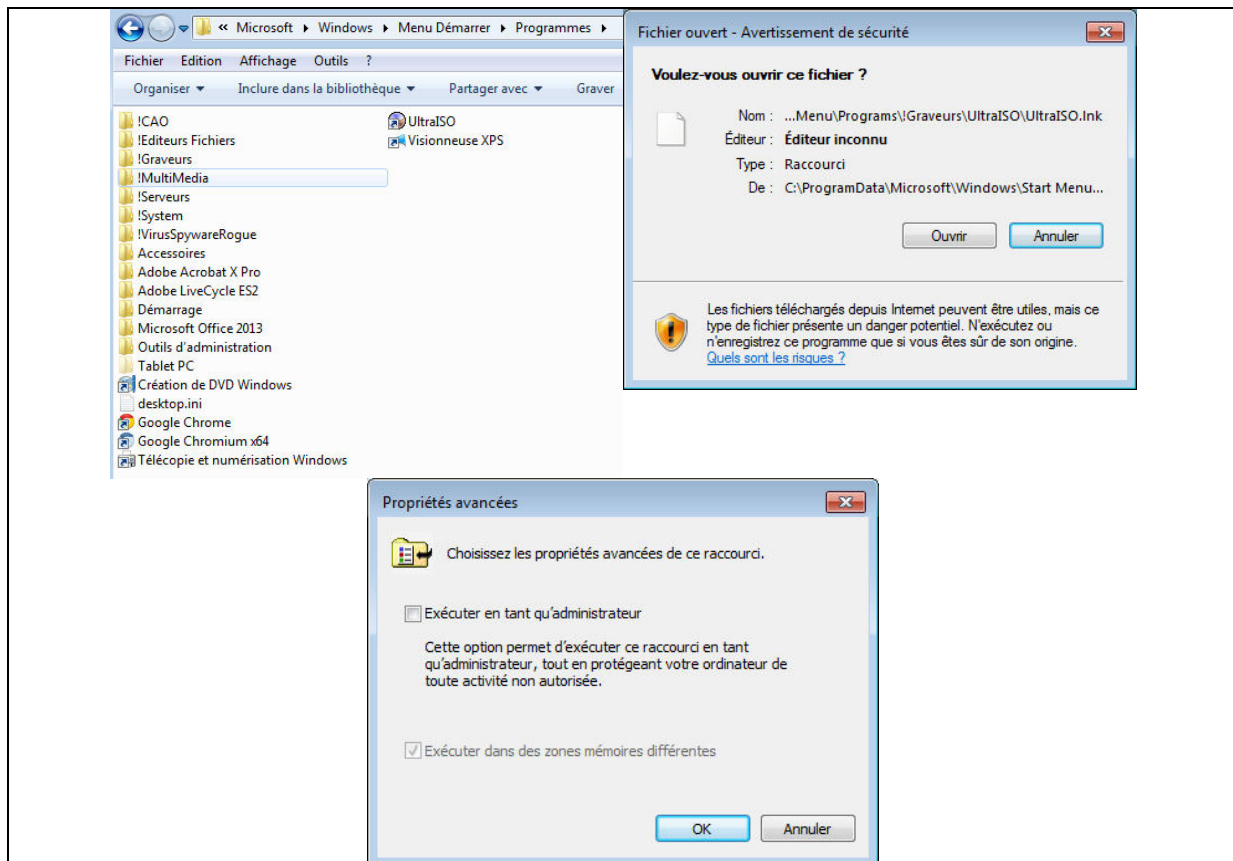 « Microsoft ▸ Windows ▸ Menu Démarrer ▸ Programmes ▸
Fichier Edition Affichage Outils ?
Organiser ▾ Inclure dans la bibliothèque ▾ Partager avec ▾ Graver
!CAO
!Editeurs Fichiers
!Graveurs
!MultiMedia
!Serveurs
!System
!VirusSpywareRogue
Accessoires
Adobe Acrobat X Pro
Adobe LiveCycle ES2
Démarrage
Microsoft Office 2013
Outils d'administration
Tablet PC
Création de DVD Windows
desktop.ini
Google Chrome
Google Chromium x64
Télécopie et numérisation Windows
UltraISO
Visionneuse XPS
Fichier ouvert - Avertissement de sécurité
Voulez-vous ouvrir ce fichier ?
Nom : ...Menu\Programs\!Graveurs\UltraISO\UltraISO.lnk
Éditeur : Éditeur inconnu
Type : Raccourci
De : C:\ProgramData\Microsoft\Windows\Start Menu...
Ouvrir Annuler
Les fichiers téléchargés depuis Internet peuvent être utiles, mais ce
type de fichier présente un danger potentiel. N'exécutez ou
n'enregistrez ce programme que si vous êtes sûr de son origine.
Quels sont les risques ?
Propriétés avancées
Choisissez les propriétés avancées de ce raccourci.
Exécuter en tant qu'administrateur
Cette option permet d'exécuter ce raccourci en tant
qu'administrateur, tout en protégeant votre ordinateur de
toute activité non autorisée.
Exécuter dans des zones mémoires différentes
OK Annuler